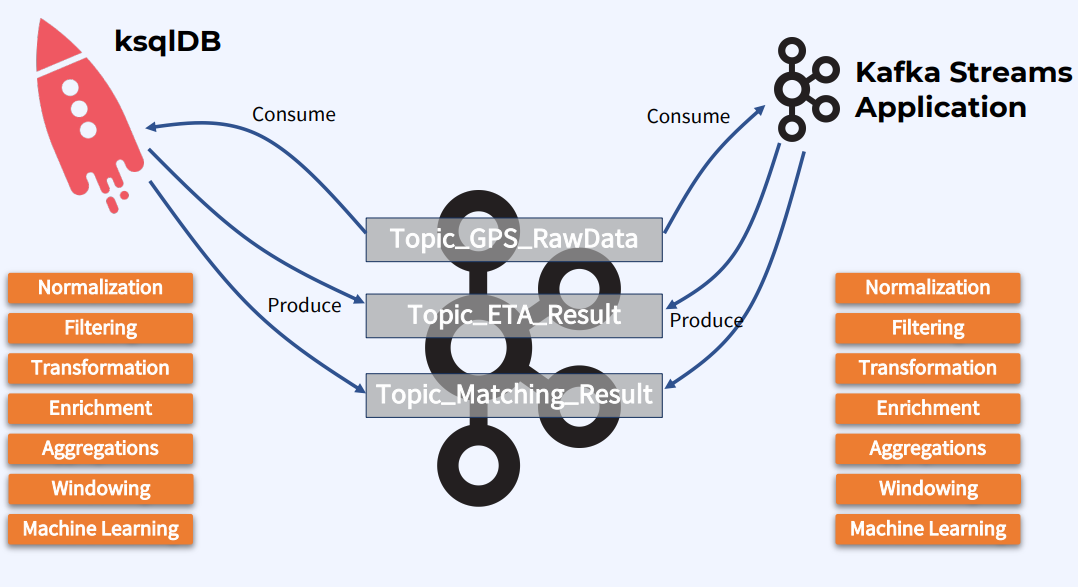 ksqlDB
Kafka Streams
Application
Consume
Consume
Topic_GPS_RawData
Topic_ETA_Result
Topic_Matching_Result
Produce
Produce
Normalization
Filtering
Transformation
Enrichment
Aggregations
Windowing
Machine Learning
Normalization
Filtering
Transformation
Enrichment
Aggregations
Windowing
Machine Learning